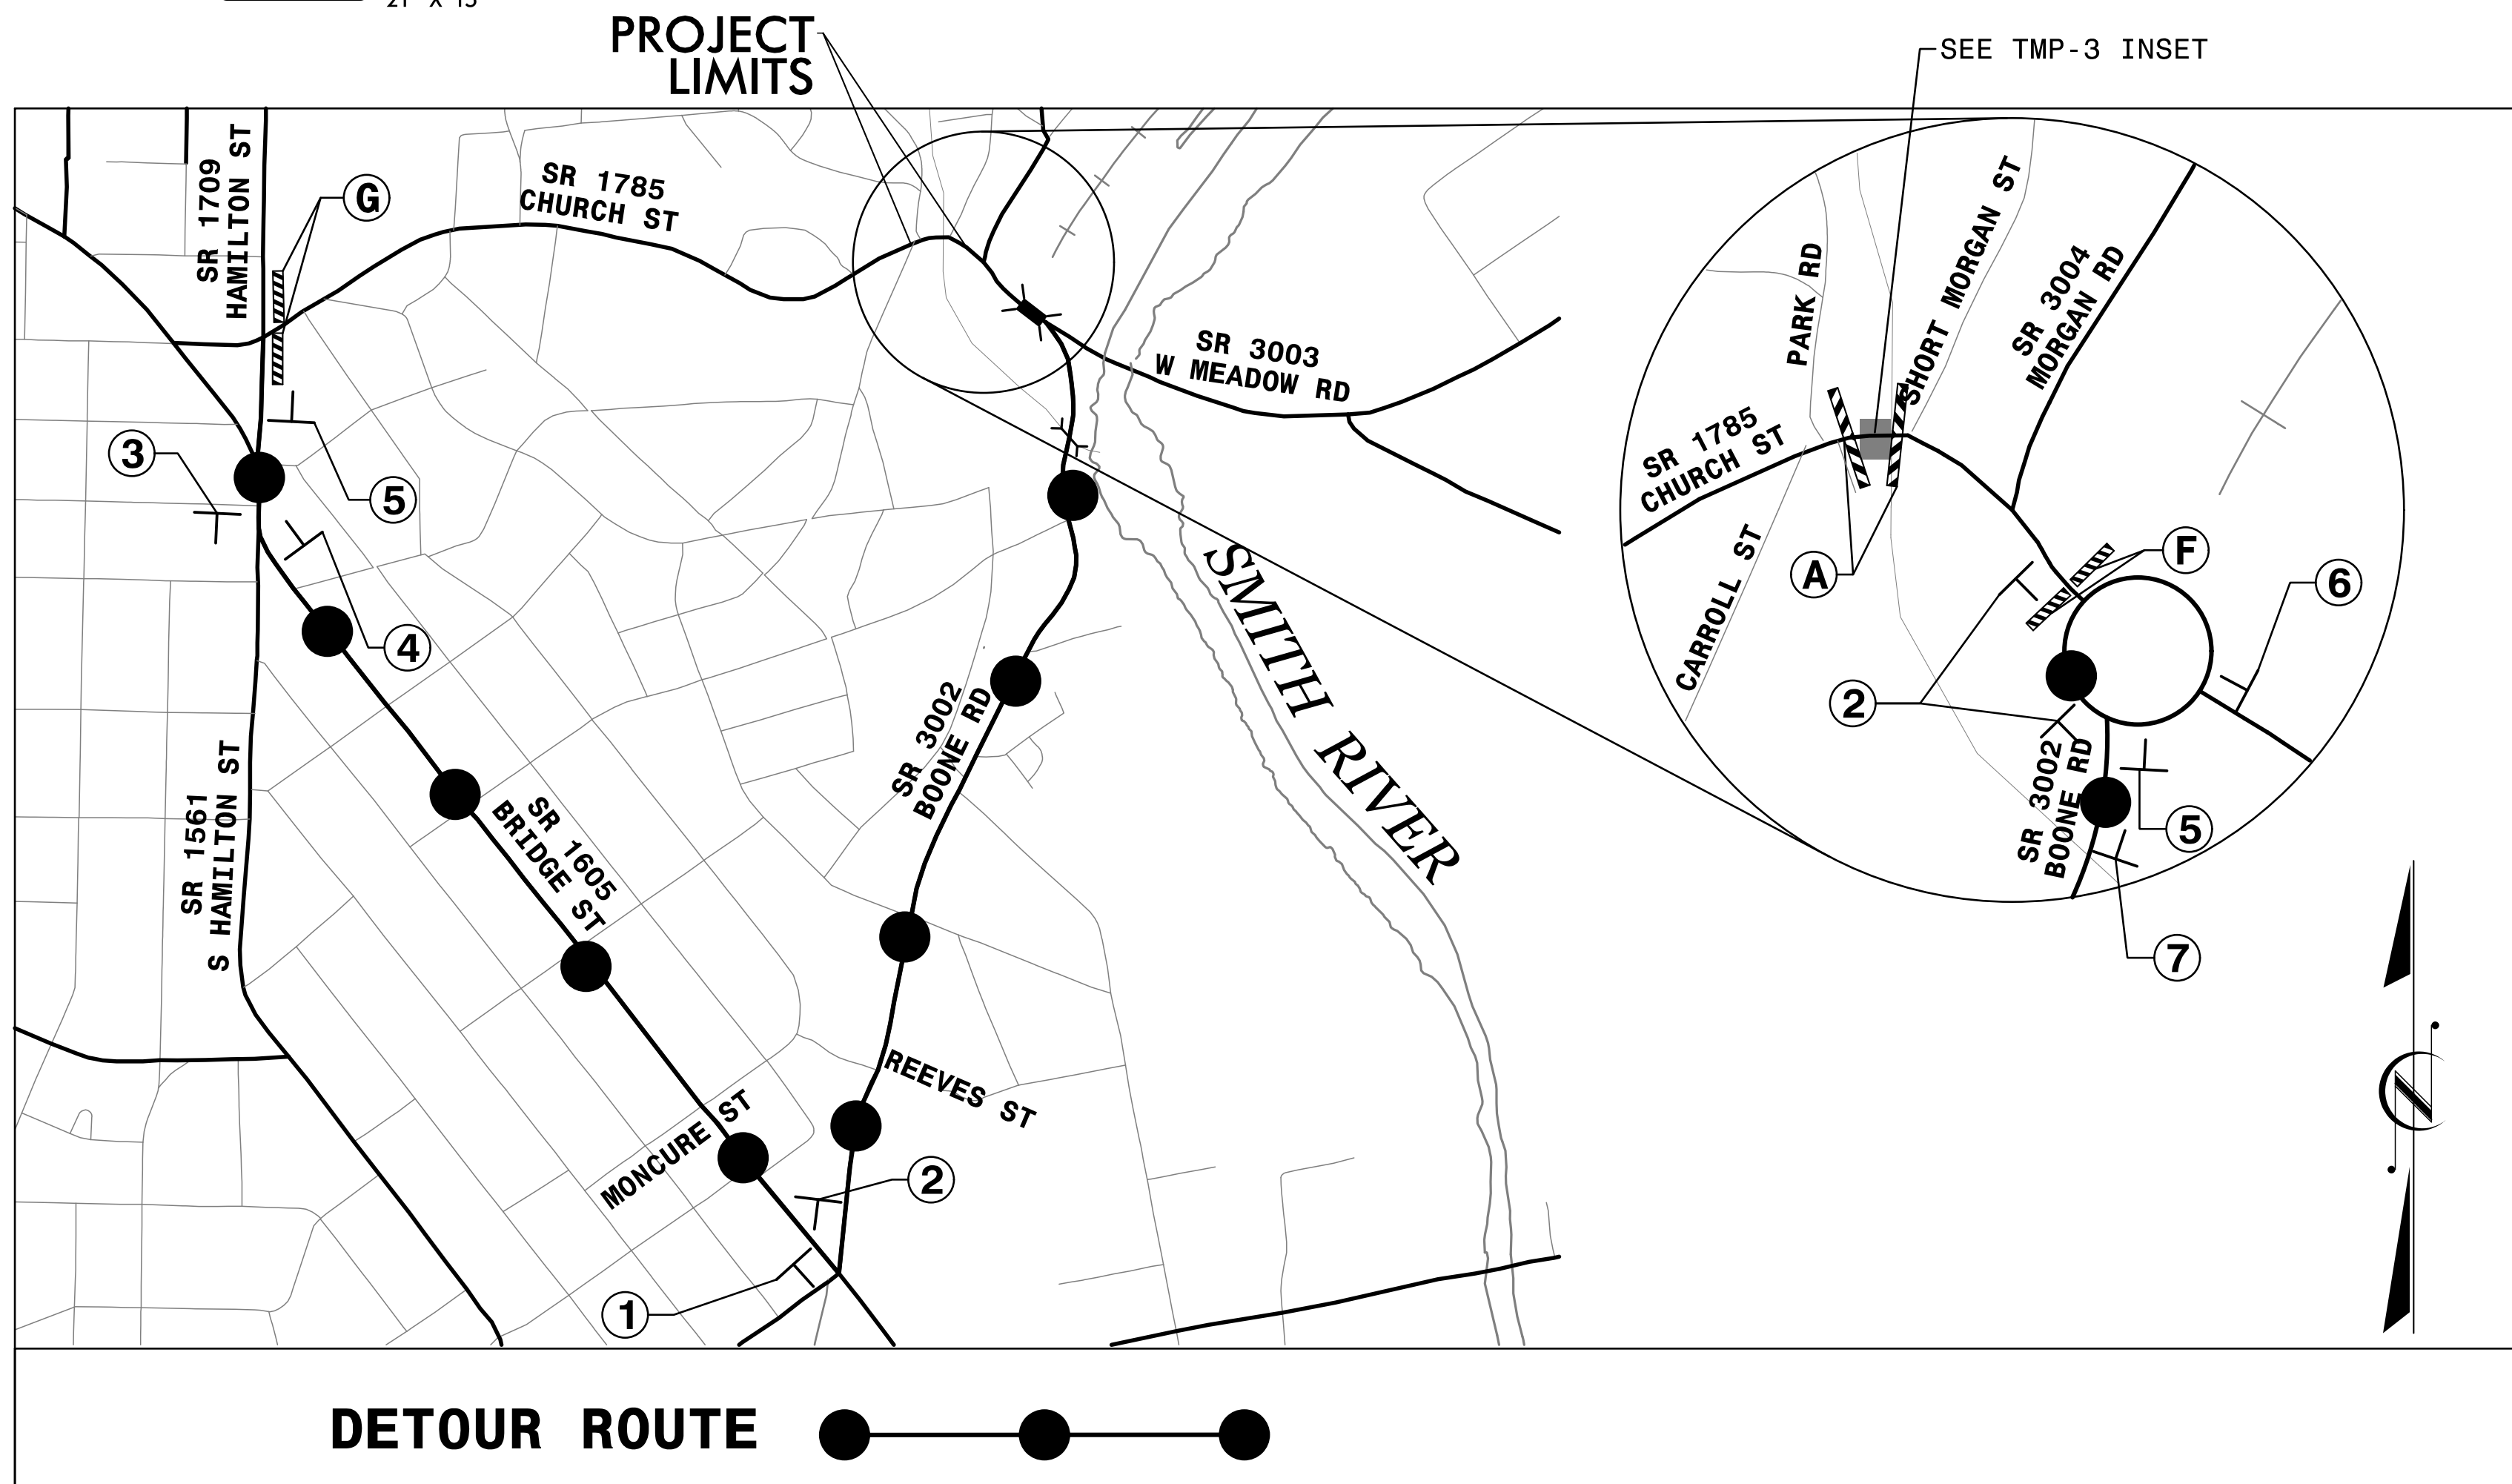 21" X 15"
PROJECT
LIMITS
SEE TMP-3 INSET
SR 1709
HAMILTON ST
G
SR 1785
CHURCH ST
SR 3003
W MEADOW RD
3
5
4
SR 1561
S HAMILTON ST
SR 1605
BRIDGE ST
SR 3002
BOONE RD
SMITH RIVER
REEVES ST
MONCURE ST
2
1
PARK RD
SHORT MORGAN ST
SR 3004
MORGAN RD
SR 1785
CHURCH ST
CARROLL ST
A
F
6
2
SR 3002
BOONE RD
5
7
N
DETOUR ROUTE